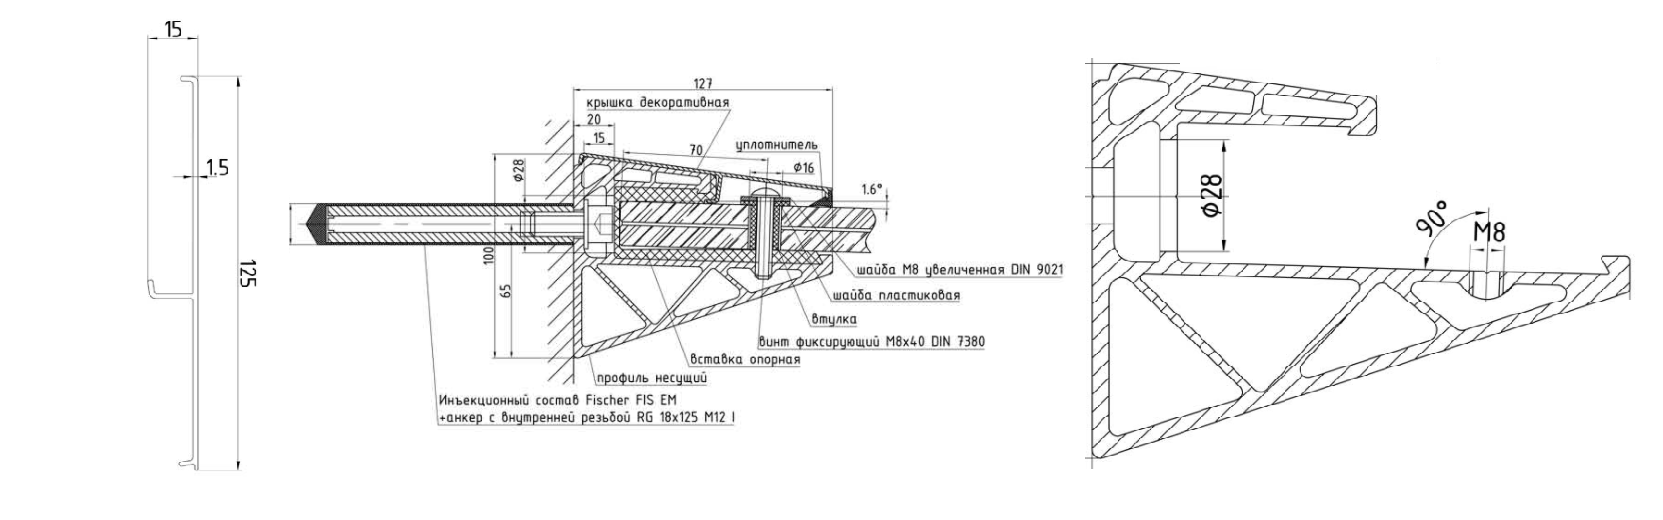 15
1.5
125
127
крышка декоративная
20
15
70
уплотнитель
ϕ16
ϕ28
1.6°
100
65
шайба М8 увеличенная DIN 9021
шайба пластиковая
втулка
винт фиксирующий М8х40 DIN 7380
вставка опорная
профиль несущий
Инъекционный состав Fischer FIS EM
+анкер с внутренней резьбой RG 18х125 М12 I
ϕ28
90°
М8